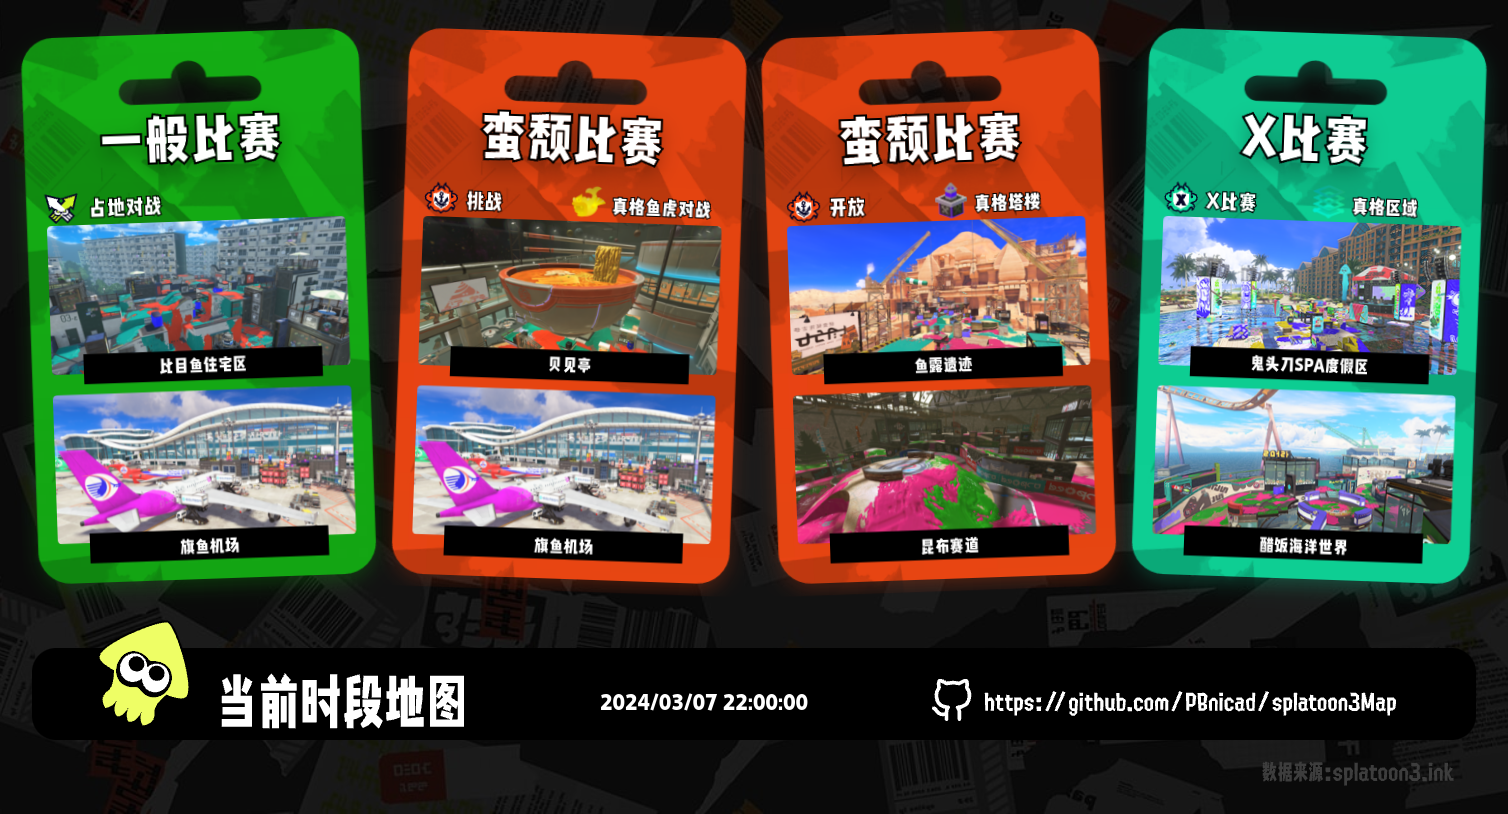 一般比赛
占地对战
比目鱼住宅区
旗鱼机场
蛮颓比赛
挑战
真格鱼虎对战
贝贝亭
旗鱼机场
蛮颓比赛
开放
真格塔楼
鱼露遗迹
昆布赛道
X比赛
X比赛
真格区域
鬼头刀SPA度假区
醋饭海洋世界
当前时段地图
2024/03/07 22:00:00
https://github.com/PBnicad/splatoon3Map
数据来源:splatoon3.ink